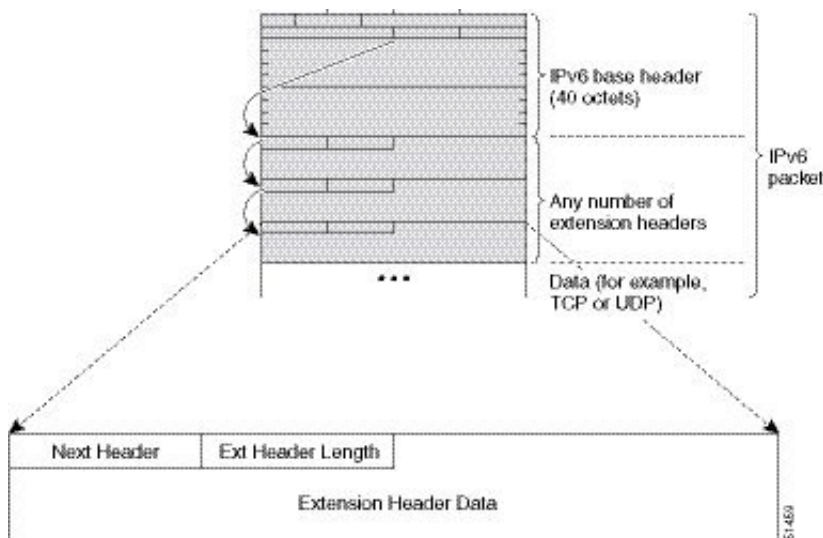 IPv6 base header
(40 octets)
IPv6
packet
Any number of
extension headers
...
Data (for example,
TCP or UDP)
Next Header
Ext Header Length
Extension Header Data
51459